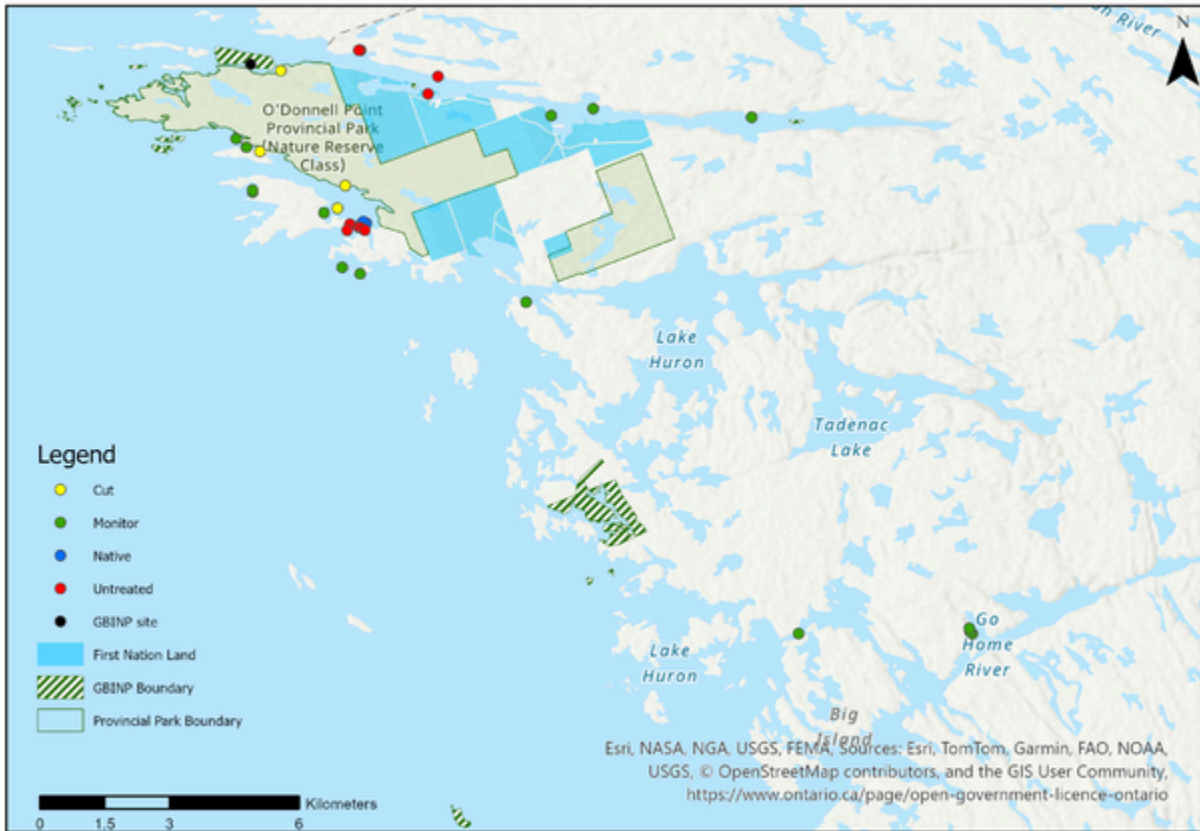 on River
N
O'Donnell Point
Provincial Park
(Nature Reserve
Class)
Lake
Huron
Tadenac
Lake
Legend
Cut
Monitor
Native
Untreated
GBINP site
First Nation Land
GBINP Boundary
Provincial Park Boundary
Lake
Huron
Go
Home
River
Big
Island
Esri, NASA, NGA, USGS, FEMA, Sources: Esri, TomTom, Garmin, FAO, NOAA,
USGS, © OpenStreetMap contributors, and the GIS User Community,
https://www.ontario.ca/page/open-government-licence-ontario
Kilometers
0 1.5 3 6